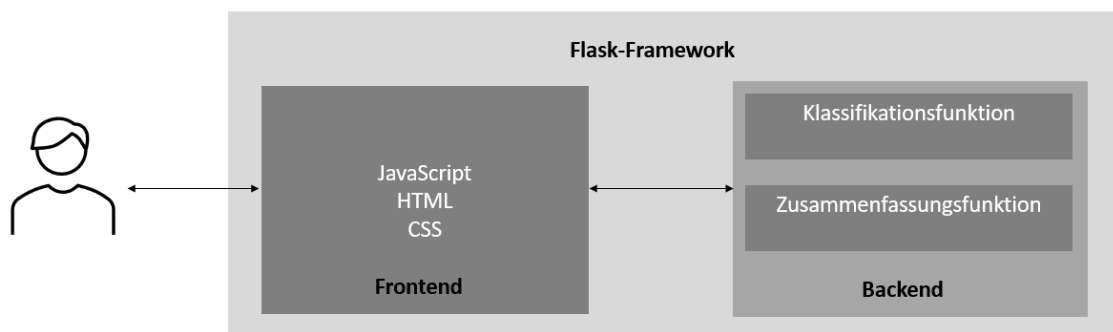 Flask-Framework
JavaScript
HTML
CSS
Frontend
Klassifikationsfunktion
Zusammenfassungsfunktion
Backend